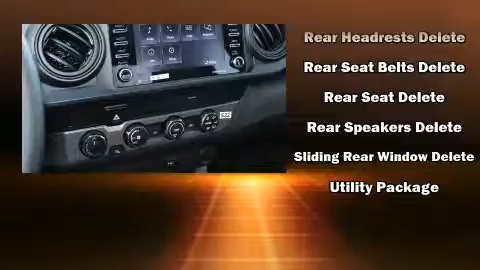 Rear Headrests Delete
Rear Seat Belts Delete
Rear Seat Delete
Rear Speakers Delete
Sliding Rear Window Delete
Utility Package